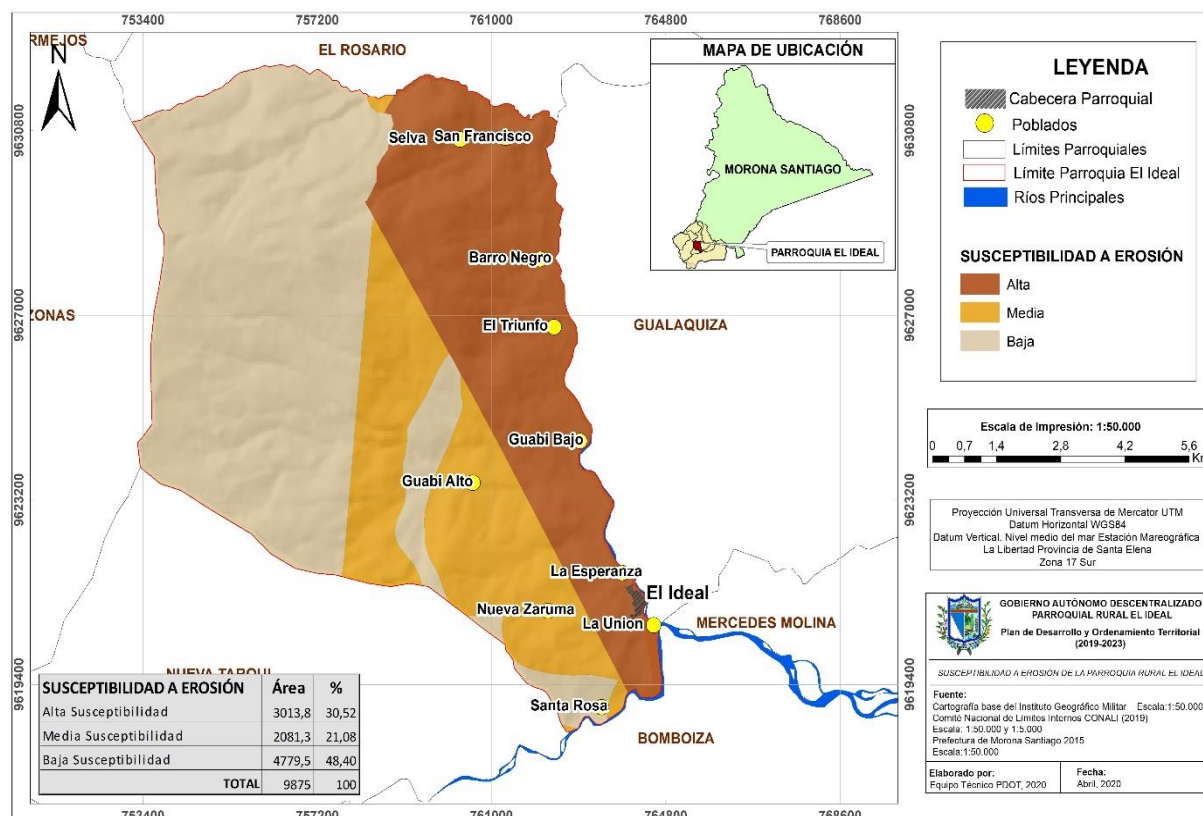 753400 757200 761000 764800 768600
RMEJOS
EL ROSARIO
N
9630800
9627000
9623200
9619400
Selva
San Francisco
Barro Negro
El Triunfo
GUALAQUIZA
ZONAS
Guabi Bajo
Guabi Alto
La Esperanza
El Ideal
Nueva Zaruma
La Union
MERCEDES MOLINA
NUEVA TARQUI
Santa Rosa
BOMBOIZA
MAPA DE UBICACIÓN
MORONA SANTIAGO
PARROQUIA EL IDEAL
9630800
9627000
9623200
9619400
SUSCEPTIBILIDAD A EROSIÓN Área %
Alta Susceptibilidad 3013,8 30,52
Media Susceptibilidad 2081,3 21,08
Baja Susceptibilidad 4779,5 48,40
TOTAL 9875 100
753400 757200 761000 764800 768600
LEYENDA
Cabecera Parroquial
Poblados
Límites Parroquiales
Límite Parroquia El Ideal
Ríos Principales
SUSCEPTIBILIDAD A EROSIÓN
Alta
Media
Baja
Escala de Impresión: 1:50.000
0 0,7 1,4 2,8 4,2 5,6
Km
Proyección Universal Transversa de Mercator UTM
Datum Horizontal WGS84
Datum Vertical. Nivel medio del mar Estación Mareográfica
La Libertad Provincia de Santa Elena
Zona 17 Sur
GOBIERNO AUTÓNOMO DESCENTRALIZADO
PARROQUIAL RURAL EL IDEAL
Plan de Desarrollo y Ordenamiento Territorial
(2019-2023)
SUSCEPTIBILIDAD A EROSIÓN DE LA PARROQUIA RURAL EL IDEAL
Fuente:
Cartografía base del Instituto Geográfico Militar Escala:1:50.000
Comité Nacional de Límites Internos CONALI (2019)
Escala: 1:50.000 y 1:5.000
Prefectura de Morona Santiago 2015
Escala:1:50.000
Elaborado por:
Equipo Técnico PDOT, 2020
Fecha:
Abril, 2020